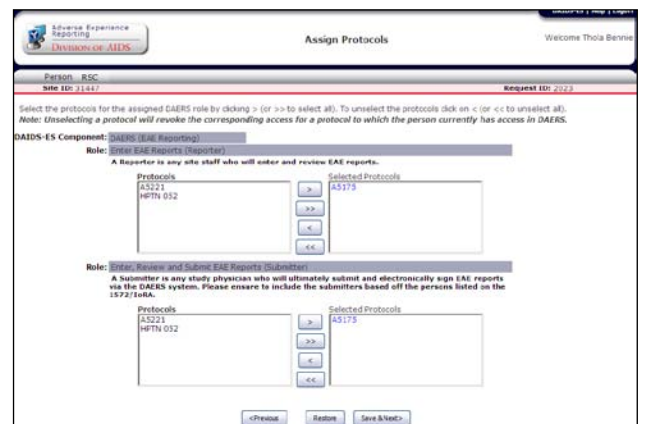 DAIDS-ES | Help | Logout
Adverse Experience
Reporting
DIVISION OF AIDS
Assign Protocols
Welcome Thola Bennie
Person RSC
Site ID: 31447
Request ID: 2023
Select the protocols for the assigned DAERS role by clicking > (or >> to select all). To unselect the protocols click on < (or << to unselect all).
Note: Unselecting a protocol will revoke the corresponding access for a protocol to which the person currently has access in DAERS.
DAIDS-ES Component: DAERS (EAE Reporting)
Role: Enter EAE Reports (Reporter)
A Reporter is any site staff who will enter and review EAE reports.
Protocols
A5221
HPTN 052
>
>>
<
<<
Selected Protocols
A5175
Role: Enter, Review and Submit EAE Reports (Submitter)
A Submitter is any study physician who will ultimately submit and electronically sign EAE reports
via the DAERS system. Please ensure to include the submitters based off the persons listed on the
1572/IoRA.
Protocols
A5221
HPTN 052
>
>>
<
<<
Selected Protocols
A5175
<Previous
Restore
Save &Next>